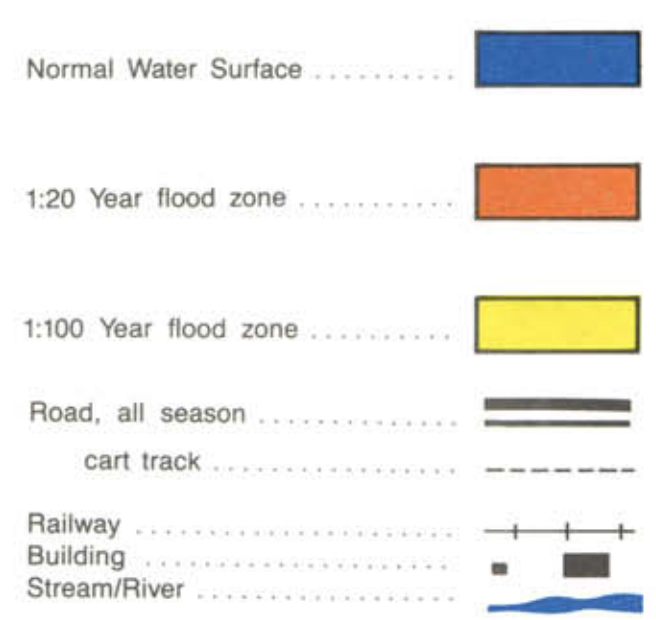 Normal Water Surface ..........
1:20 Year flood zone ...........
1:100 Year flood zone ..........
Road, all season ..............
cart track .................
Railway .......................
Building ......................
Stream/River ..................